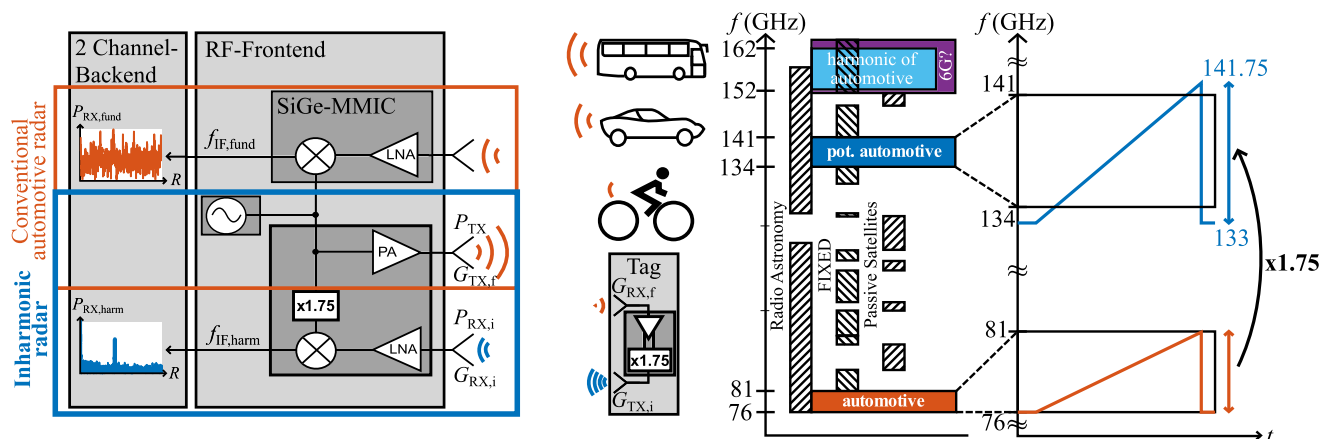 2 Channel-
Backend
RF-Frontend
SiGe-MMIC
Conventional
automotive radar
P_RX,fund
R
f_IF,fund
LNA
PA
P_TX
G_TX,f
x1.75
Inharmonic
radar
P_RX,harm
R
f_IF,harm
LNA
P_RX,i
G_RX,i
Tag
G_RX,f
x1.75
G_TX,i
f (GHz)
162
152
141
134
81
76
harmonic of
automotive
6G?
pot. automotive
Radio Astronomy
FIXED
Passive Satellites
automotive
f (GHz)
141
134
81
76
141.75
133
x1.75
t